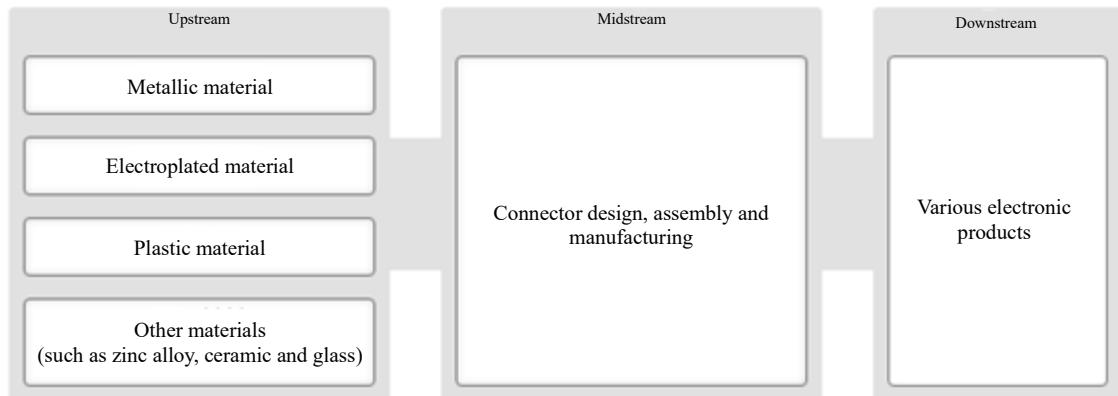 Upstream
Metallic material
Electroplated material
Plastic material
Other materials
(such as zinc alloy, ceramic and glass)
Midstream
Connector design, assembly and
manufacturing
Downstream
Various electronic
products